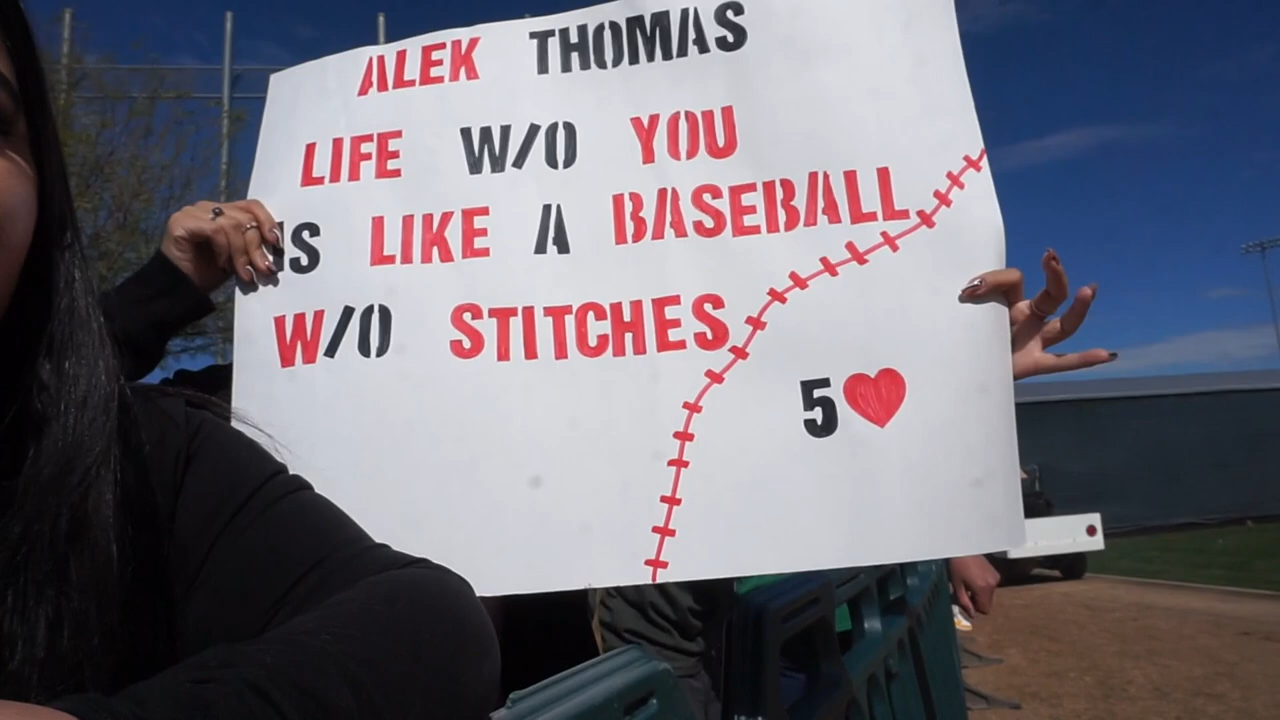 ALEK THOMAS
LIFE W/O YOU
IS LIKE A BASEBALL
W/O STITCHES
5